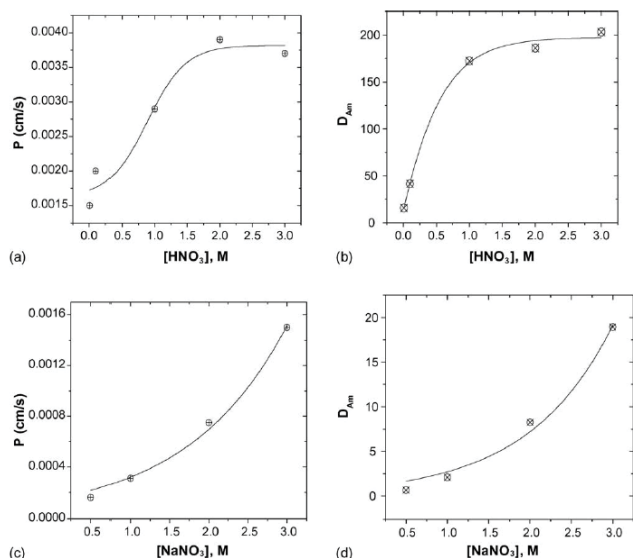 0.0040
0.0035
0.0030
0.0025
0.0020
0.0015
P (cm/s)
0.0 0.5 1.0 1.5 2.0 2.5 3.0
[HNO₃], M
(a)
200
150
100
50
0
D_Am
0.0 0.5 1.0 1.5 2.0 2.5 3.0
[HNO₃], M
(b)
0.0016
0.0012
0.0008
0.0004
0.0000
P (cm/s)
0.5 1.0 1.5 2.0 2.5 3.0
[NaNO₃], M
(c)
20
15
10
5
0
D_Am
0.5 1.0 1.5 2.0 2.5 3.0
[NaNO₃], M
(d)